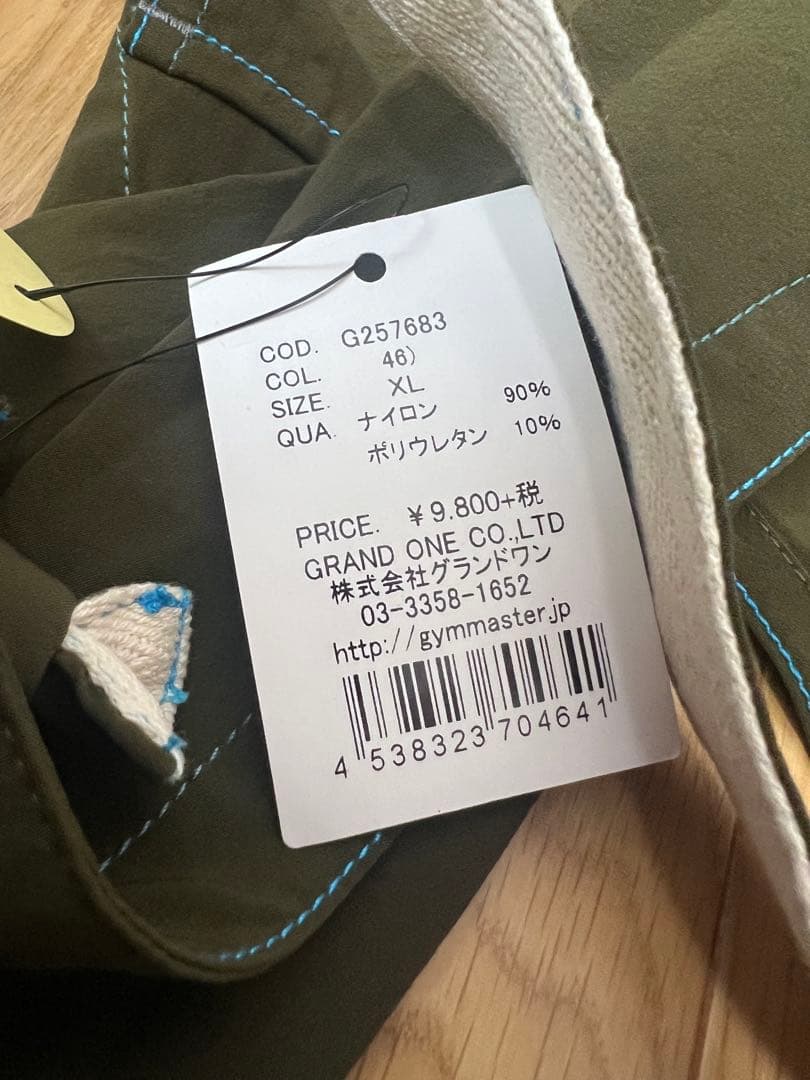 COD. G257683
COL. 46)
SIZE. XL
QUA. ナイロン 90%
ポリウレタン 10%
PRICE. ¥9.800+税
GRAND ONE CO.,LTD
株式会社グランドワン
03-3358-1652
http://gymmaster.jp
4 538323 704641